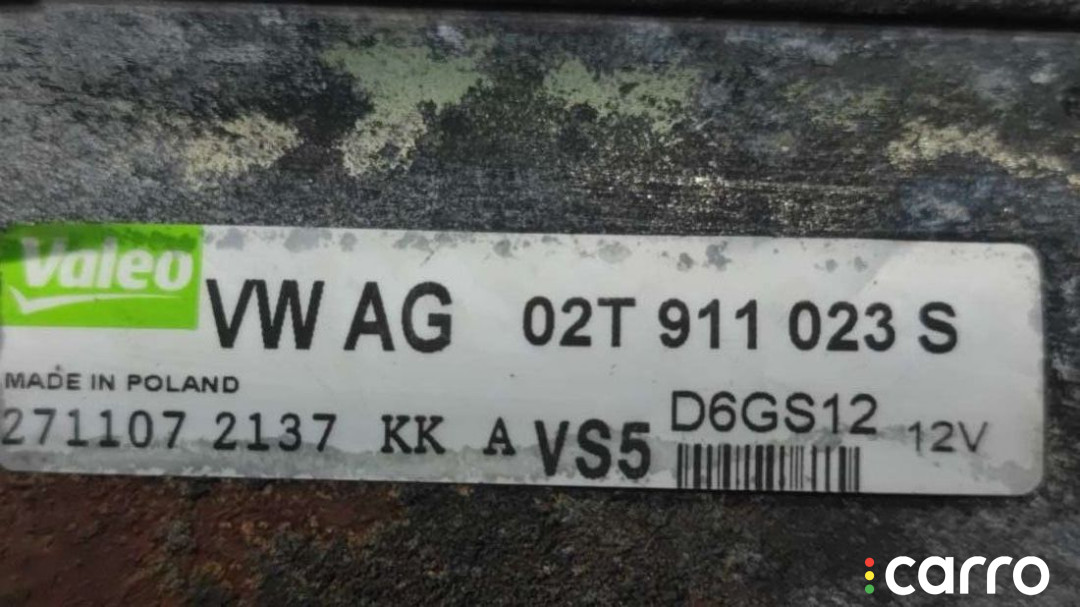 Valeo
VW AG 02T 911 023 S
MADE IN POLAND
271107 2137 KK A VS5 D6GS12 12V
carro